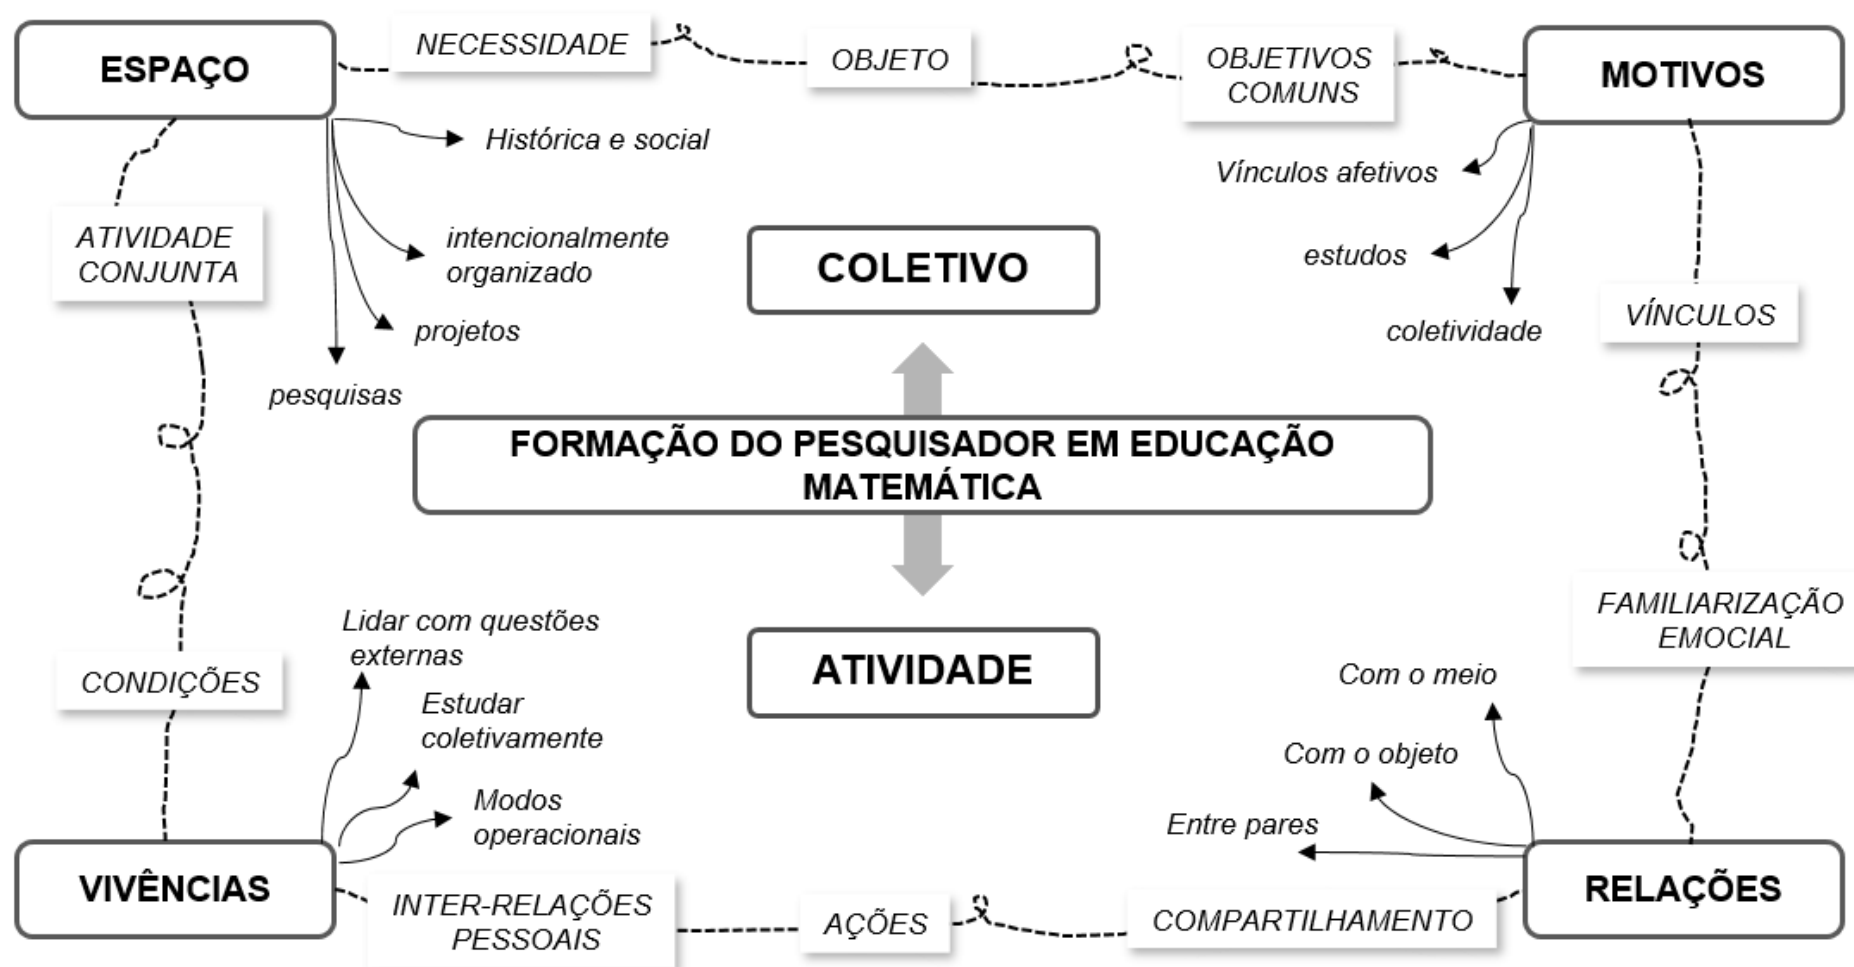 ESPAÇO
NECESSIDADE
OBJETO
OBJETIVOS
COMUNS
MOTIVOS
Histórica e social
Vínculos afetivos
ATIVIDADE
CONJUNTA
intencionalmente
organizado
COLETIVO
estudos
VÍNCULOS
projetos
coletividade
pesquisas
FORMAÇÃO DO PESQUISADOR EM EDUCAÇÃO
MATEMÁTICA
FAMILIARIZAÇÃO
EMOCIAL
Lidar com questões
externas
CONDIÇÕES
ATIVIDADE
Com o meio
Estudar
coletivamente
Com o objeto
Modos
operacionais
Entre pares
VIVÊNCIAS
RELAÇÕES
INTER-RELAÇÕES
PESSOAIS
AÇÕES
COMPARTILHAMENTO